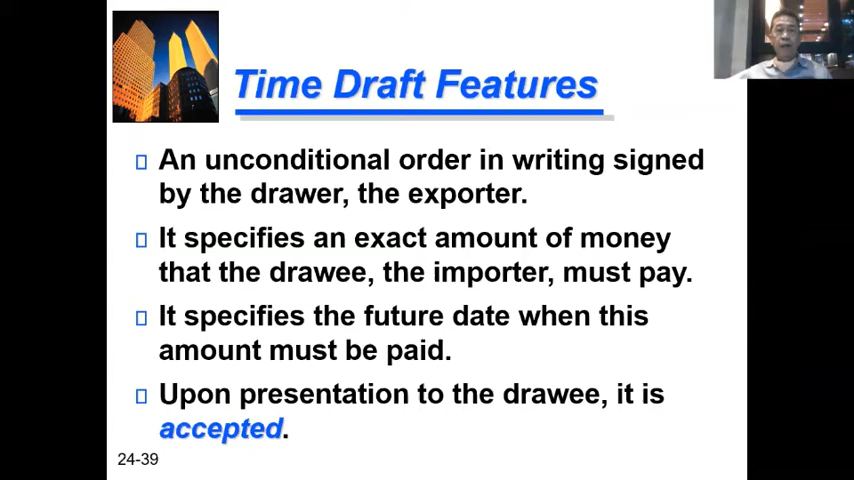 Time Draft Features
An unconditional order in writing signed
by the drawer, the exporter.
It specifies an exact amount of money
that the drawee, the importer, must pay.
It specifies the future date when this
amount must be paid.
Upon presentation to the drawee, it is
accepted.
24-39